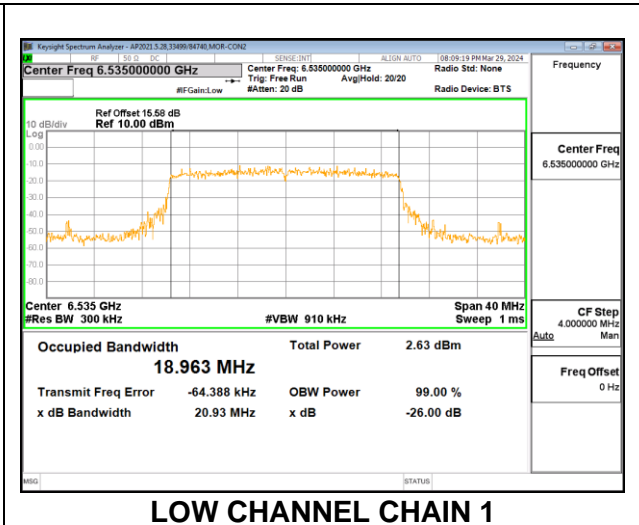 Keysight Spectrum Analyzer - AP2021.5.28,33499/84740,MOR-CON2
RF 50 Ω DC SENSE:INT ALIGN AUTO 08:09:19 PM Mar 29, 2024
Center Freq 6.535000000 GHz Center Freq: 6.535000000 GHz Radio Std: None Frequency
Trig: Free Run Avg|Hold: 20/20
#IFGain:Low #Atten: 20 dB Radio Device: BTS
Ref Offset 15.58 dB
10 dB/div Ref 10.00 dBm
Log
0.00
-10.0
-20.0
-30.0
-40.0
-50.0
-60.0
-70.0
-80.0
Center Freq
6.535000000 GHz
Center 6.535 GHz Span 40 MHz
#Res BW 300 kHz #VBW 910 kHz Sweep 1 ms
CF Step
4.000000 MHz
Auto Man
Occupied Bandwidth Total Power 2.63 dBm
18.963 MHz
Freq Offset
0 Hz
Transmit Freq Error -64.388 kHz OBW Power 99.00 %
x dB Bandwidth 20.93 MHz x dB -26.00 dB
MSG STATUS
LOW CHANNEL CHAIN 1